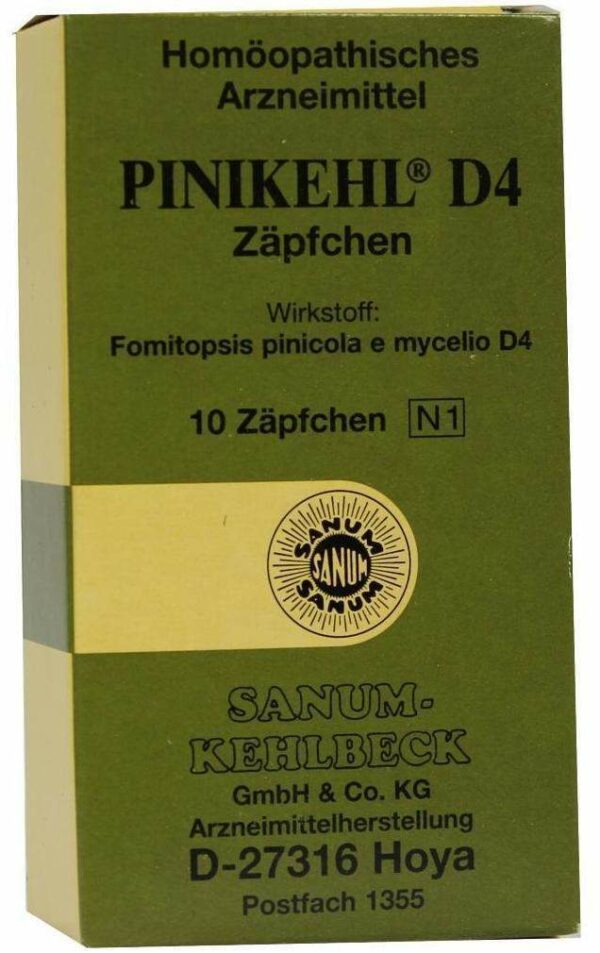 Homöopathisches
Arzneimittel
PINIKEHL® D4
Zäpfchen
Wirkstoff:
Fomitopsis pinicola e mycelio D4
10 Zäpfchen N1
SANUM
SANUM
SANUM
SANUM-
KEHLBECK
GmbH & Co. KG
Arzneimittelherstellung
D-27316 Hoya
Postfach 1355